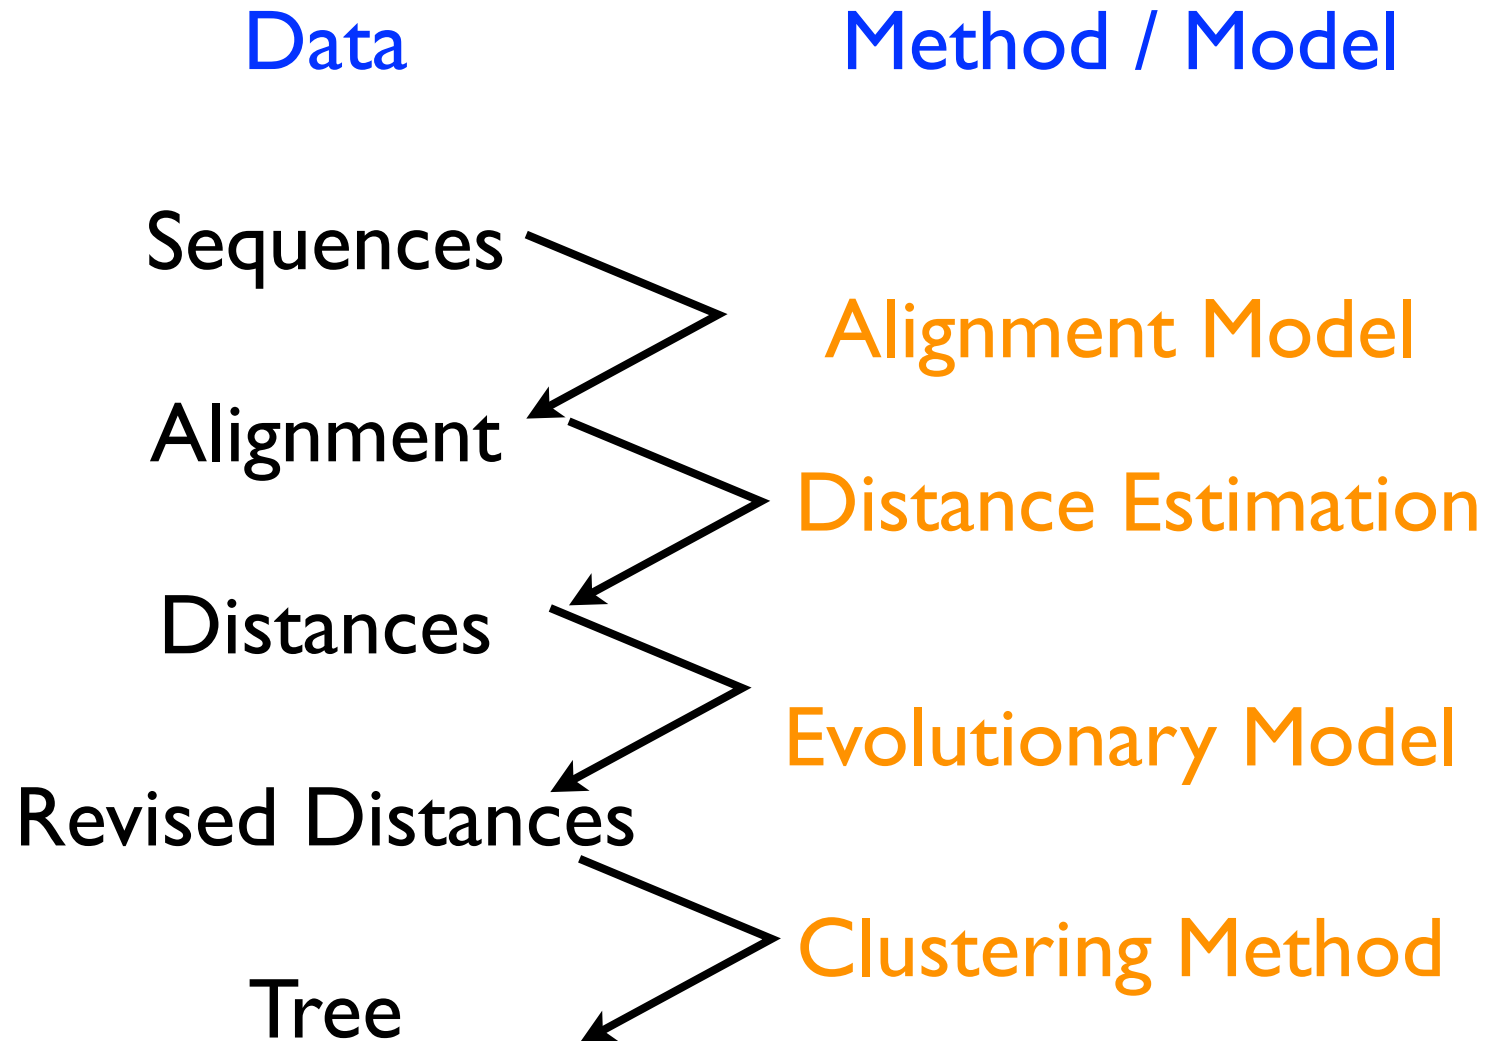 Data
Method / Model
Sequences
Alignment Model
Alignment
Distance Estimation
Distances
Evolutionary Model
Revised Distances
Clustering Method
Tree